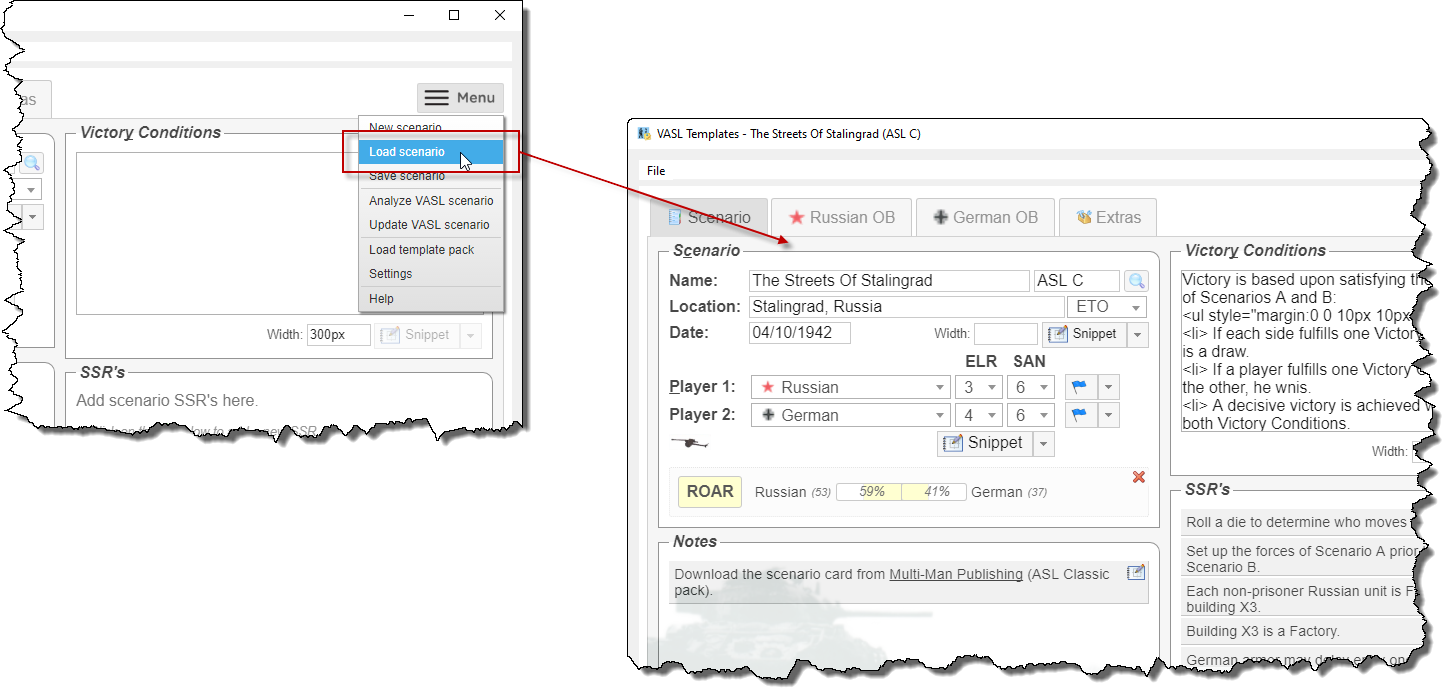 as
Menu
Victory Conditions
New scenario
Load scenario
Save scenario
Analyze VASL scenario
Update VASL scenario
Load template pack
Settings
Help
Width: 300px Snippet
SSR's
Add scenario SSR's here.
VASL Templates - The Streets Of Stalingrad (ASL C)
File
Scenario Russian OB German OB Extras
Scenario
Name: The Streets Of Stalingrad ASL C
Location: Stalingrad, Russia ETO
Date: 04/10/1942 Width: Snippet
ELR SAN
Player 1: Russian 3 6
Player 2: German 4 6
Snippet
ROAR Russian (53) 59% 41% German (37)
Notes
Download the scenario card from Multi-Man Publishing (ASL Classic
pack).
Victory Conditions
Victory is based upon satisfying the
of Scenarios A and B:
<ul style="margin:0 0 10px 10px
<li> If each side fulfills one Victory
is a draw.
<li> If a player fulfills one Victory
the other, he wnis.
<li> A decisive victory is achieved
both Victory Conditions.
Width:
SSR's
Roll a die to determine who moves
Set up the forces of Scenario A prior
Scenario B.
Each non-prisoner Russian unit is
building X3.
Building X3 is a Factory.
German armor may delay entry on